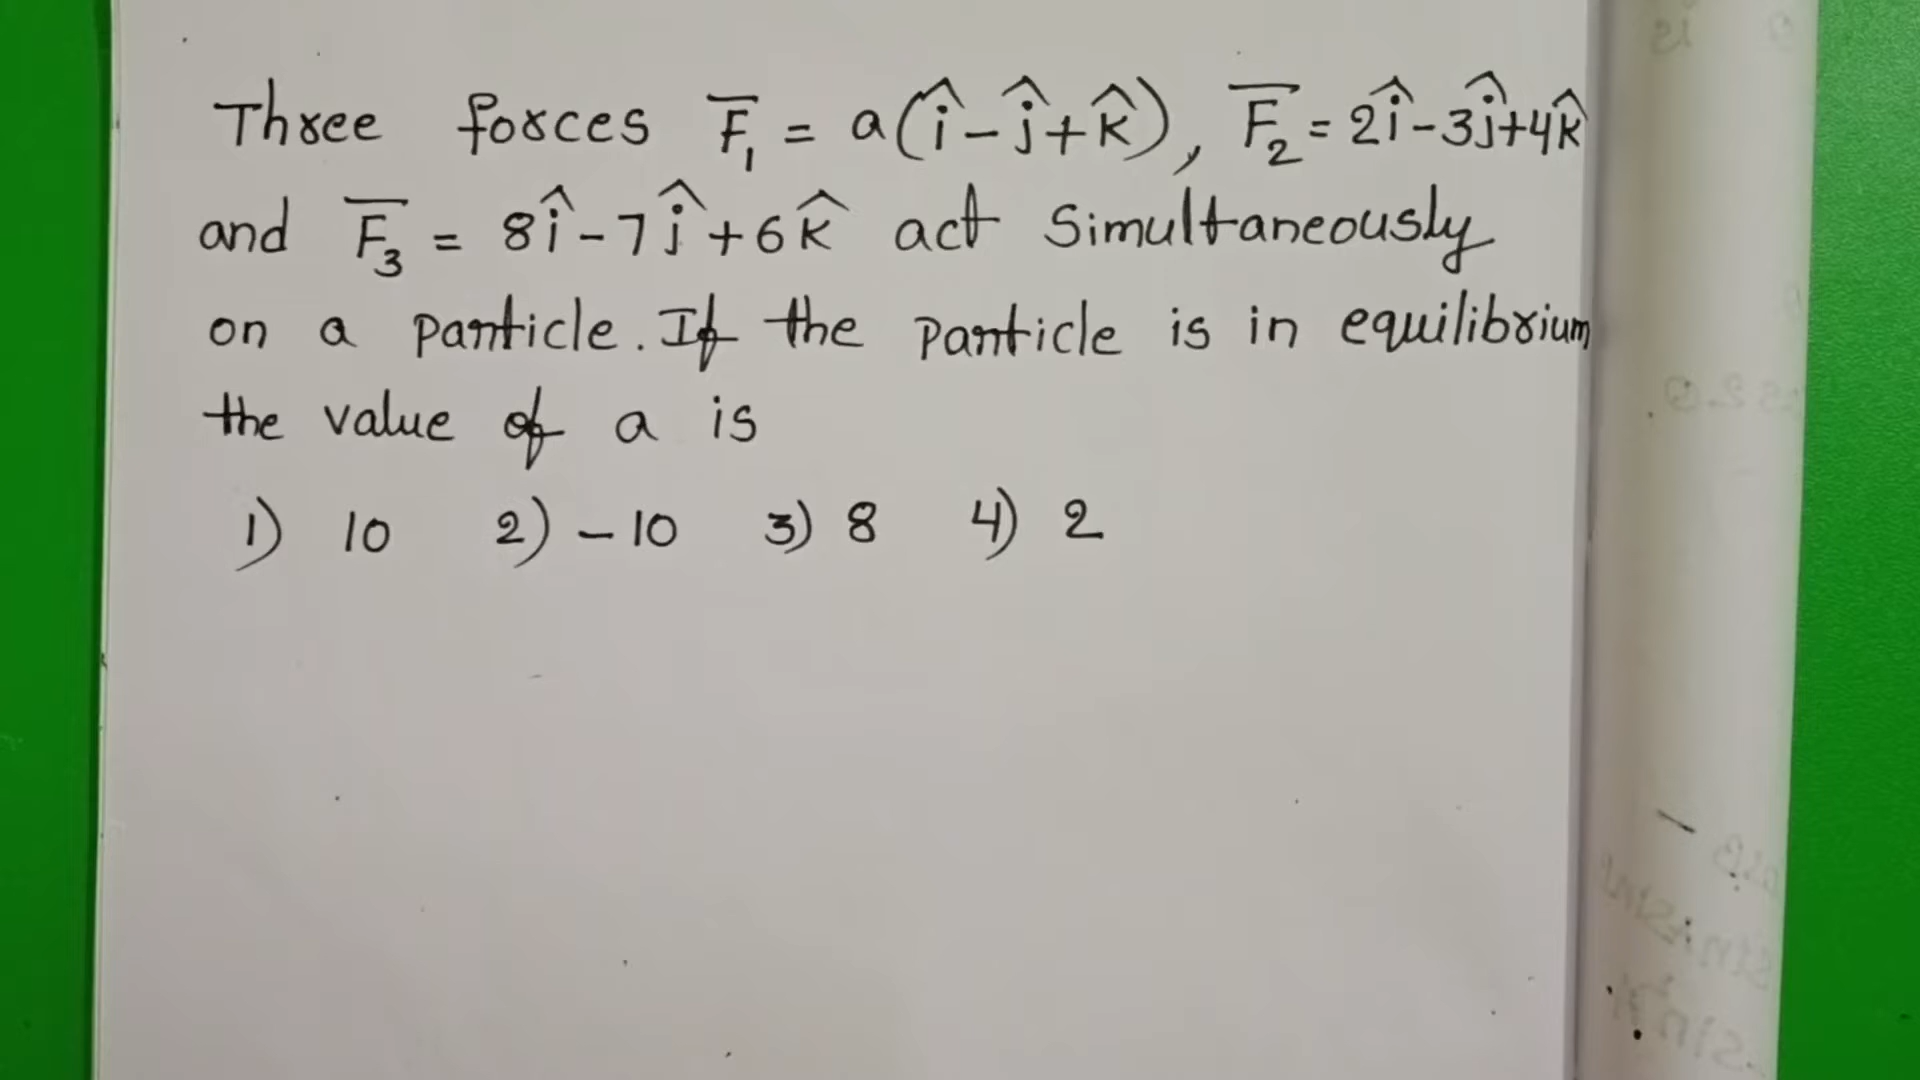 Three forces F̅₁ = a(î-ĵ+k̂), F̅₂ = 2î-3ĵ+4k̂
and F̅₃ = 8î-7ĵ+6k̂ act simultaneously
on a particle. If the particle is in equilibrium
the value of a is
1) 10 2) -10 3) 8 4) 2